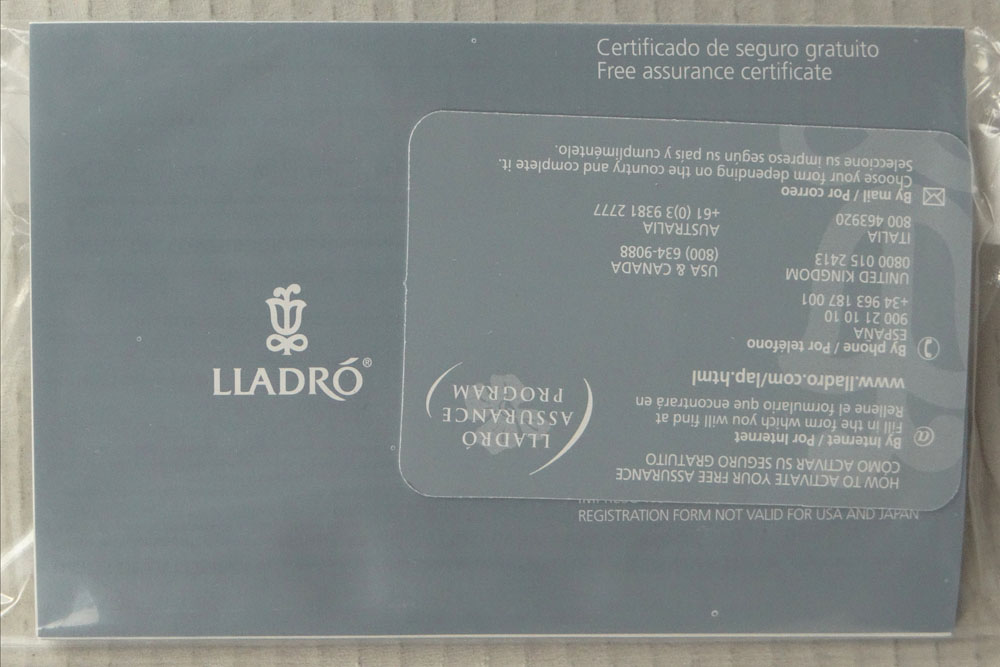 Certificado de seguro gratuito
Free assurance certificate
LLADRÓ®
REGISTRATION FORM NOT VALID FOR USA AND JAPAN
HOW TO ACTIVATE YOUR FREE ASSURANCE
CÓMO ACTIVAR SU SEGURO GRATUITO
@ By Internet / Por Internet
Fill in the form which you will find at
Rellene el formulario que encontrará en
www.lladro.com/lap.html
By phone / Por teléfono
ESPAÑA
900 21 10 10
+34 963 187 001
UNITED KINGDOM
0800 015 2413
ITALIA
800 463920
USA & CANADA
(800) 634-9088
AUSTRALIA
+61 (0)3 9381 2777
By mail / Por correo
Choose your form depending on the country and complete it.
Seleccione su impreso según su país y cumpliméntelo.
LLADRÓ
ASSURANCE
PROGRAM